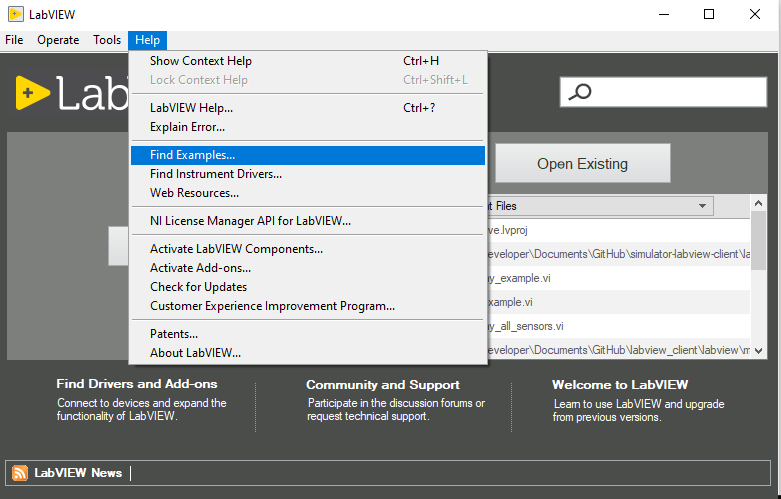 LabVIEW
File Operate Tools Help
Show Context Help Ctrl+H
Lock Context Help Ctrl+Shift+L
LabVIEW Help... Ctrl+?
Explain Error...
Find Examples...
Find Instrument Drivers...
Web Resources...
NI License Manager API for LabVIEW...
Activate LabVIEW Components...
Activate Add-ons...
Check for Updates
Customer Experience Improvement Program...
Patents...
About LabVIEW...
Lab
Open Existing
t Files
ve.lvproj
eveloper\Documents\GitHub\simulator-labview-client\la
y_example.vi
example.vi
y_all_sensors.vi
eveloper\Documents\GitHub\labview_client\labview\m
Find Drivers and Add-ons
Connect to devices and expand the
functionality of LabVIEW.
Community and Support
Participate in the discussion forums or
request technical support.
Welcome to LabVIEW
Learn to use LabVIEW and upgrade
from previous versions.
LabVIEW News